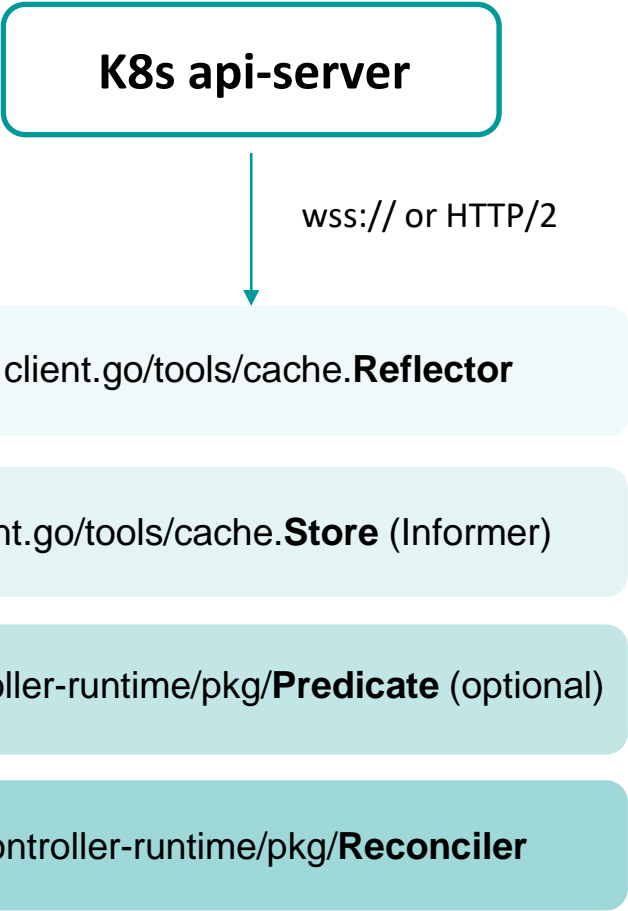 K8s api-server
wss:// or HTTP/2
client.go/tools/cache.Reflector
nt.go/tools/cache.Store (Informer)
oller-runtime/pkg/Predicate (optional)
ontroller-runtime/pkg/Reconciler